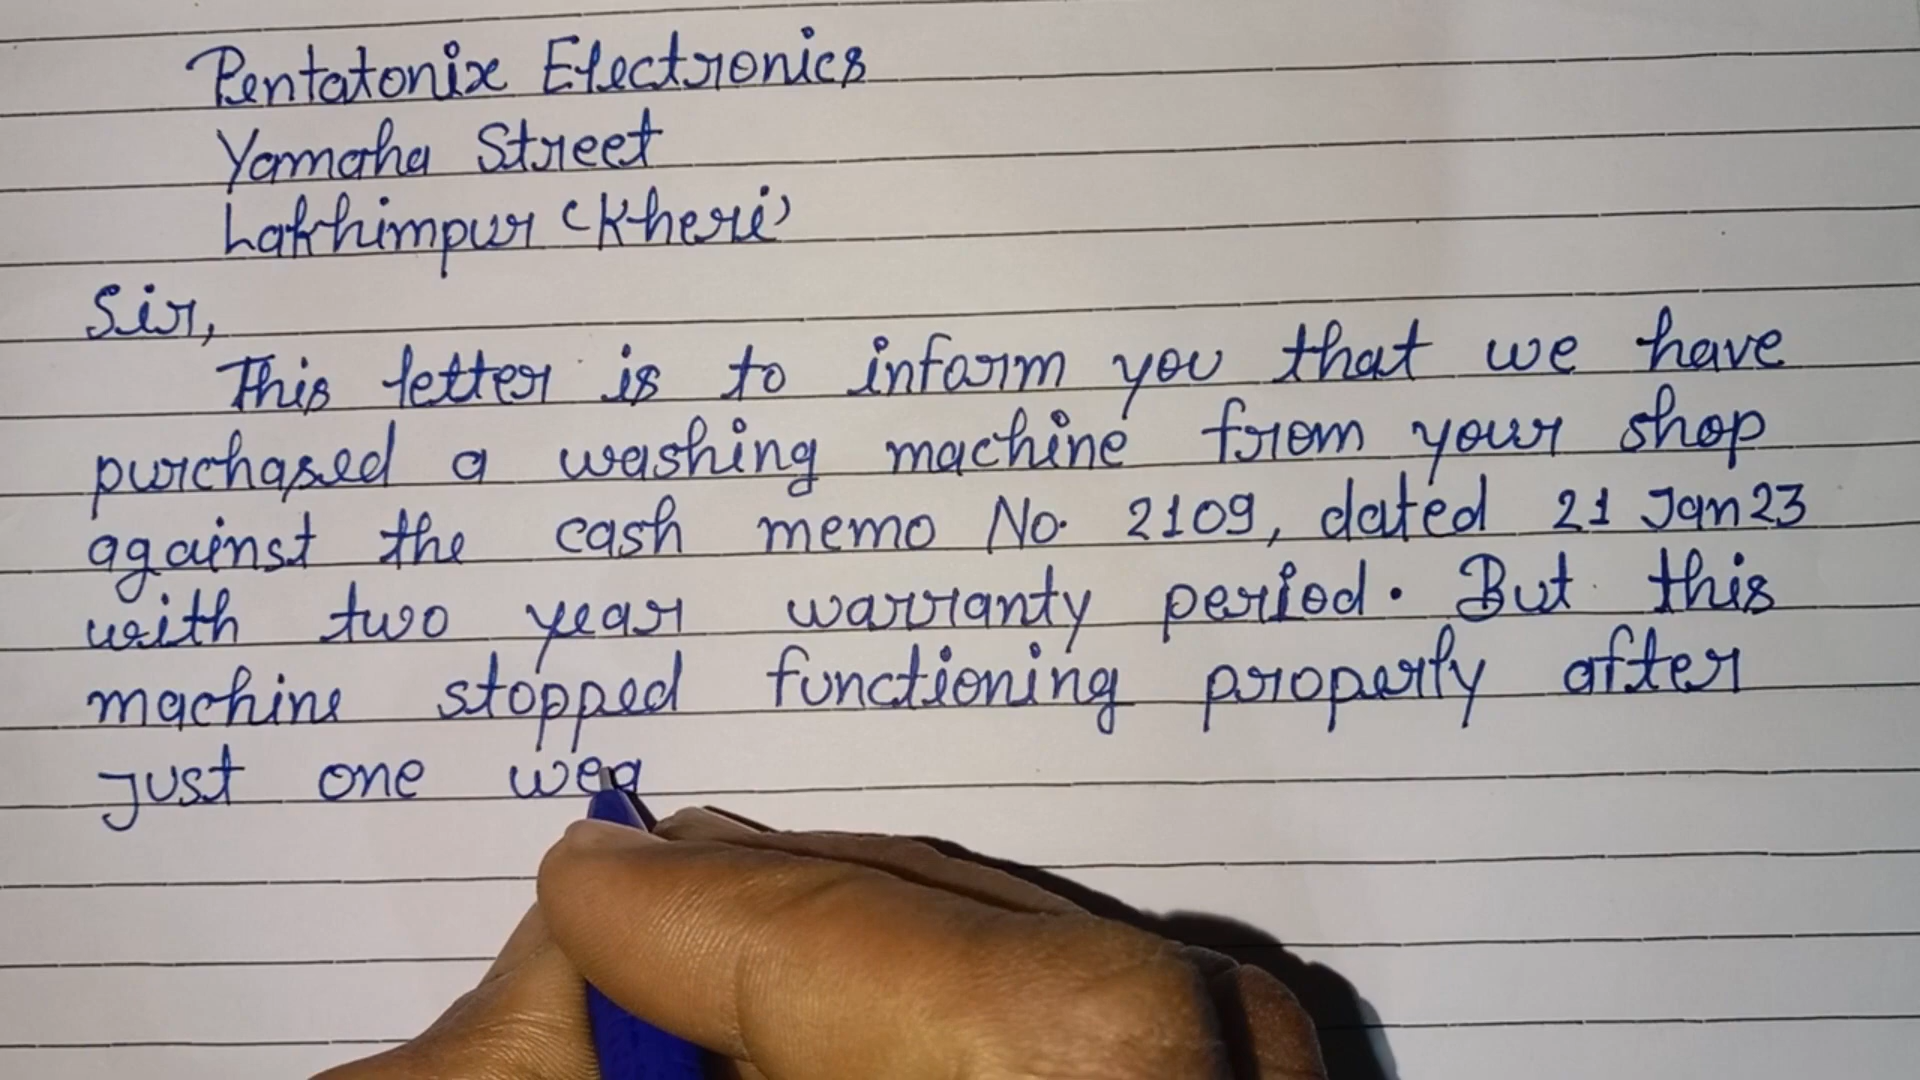 Pentatonix Electronics
Yamaha Street
Lakhimpur (Kheri)
Sir,
This letter is to inform you that we have
purchased a washing machine from your shop
against the cash memo No. 2109, dated 21 Jan 23
with two year warranty period. But this
machine stopped functioning properly after
just one